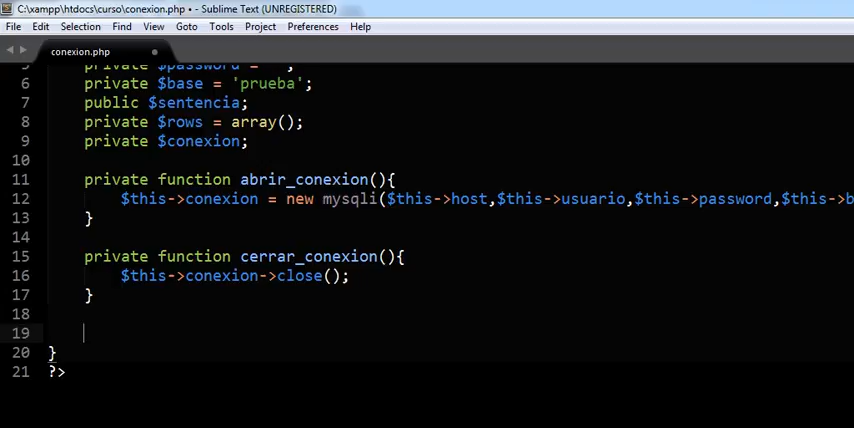 C:\xampp\htdocs\curso\conexion.php • - Sublime Text (UNREGISTERED)
File Edit Selection Find View Goto Tools Project Preferences Help
conexion.php
5 private $password = '';
6 private $base = 'prueba';
7 public $sentencia;
8 private $rows = array();
9 private $conexion;
10
11 private function abrir_conexion(){
12 $this->conexion = new mysqli($this->host,$this->usuario,$this->password,$this->b
13 }
14
15 private function cerrar_conexion(){
16 $this->conexion->close();
17 }
18
19
20 }
21 ?>